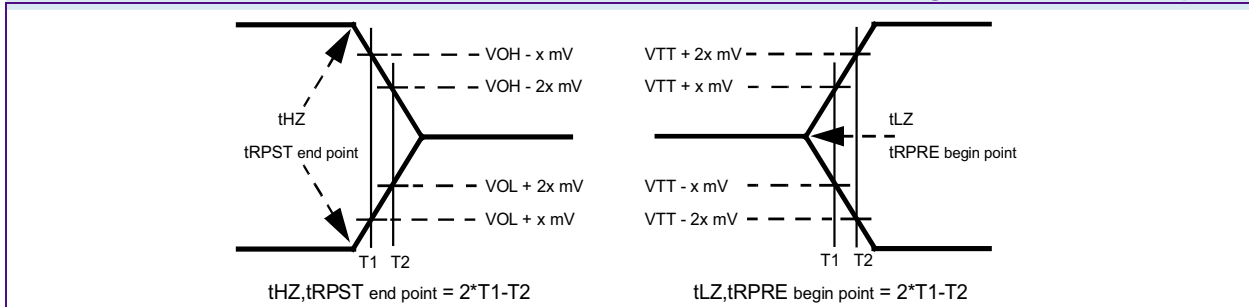 VOH - x mV
VOH - 2x mV
tHZ
tRPST end point
VOL + 2x mV
VOL + x mV
T1 T2
tHZ,tRPST end point = 2*T1-T2
VTT + 2x mV
VTT + x mV
tLZ
tRPRE begin point
VTT - x mV
VTT - 2x mV
T1 T2
tLZ,tRPRE begin point = 2*T1-T2